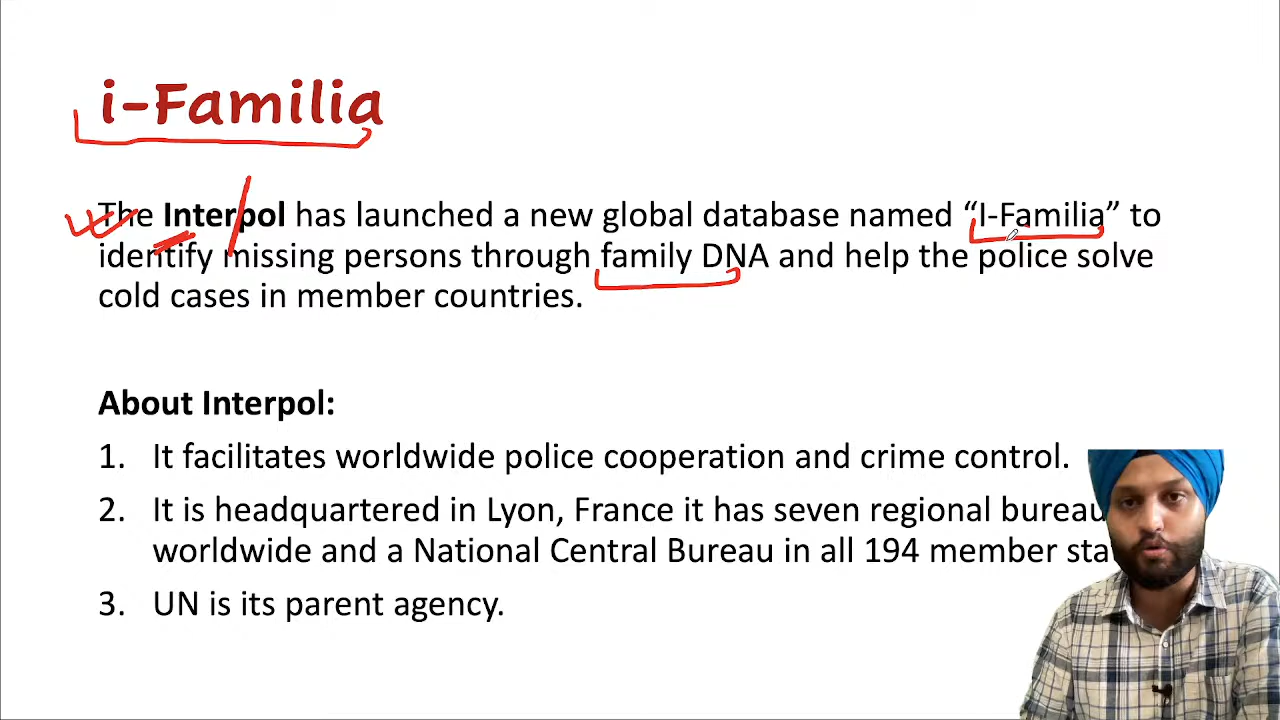 i-Familia
The Interpol has launched a new global database named “I-Familia” to
identify missing persons through family DNA and help the police solve
cold cases in member countries.
About Interpol:
1. It facilitates worldwide police cooperation and crime control.
2. It is headquartered in Lyon, France it has seven regional
worldwide and a National Central Bureau in all 194 member
3. UN is its parent agency.